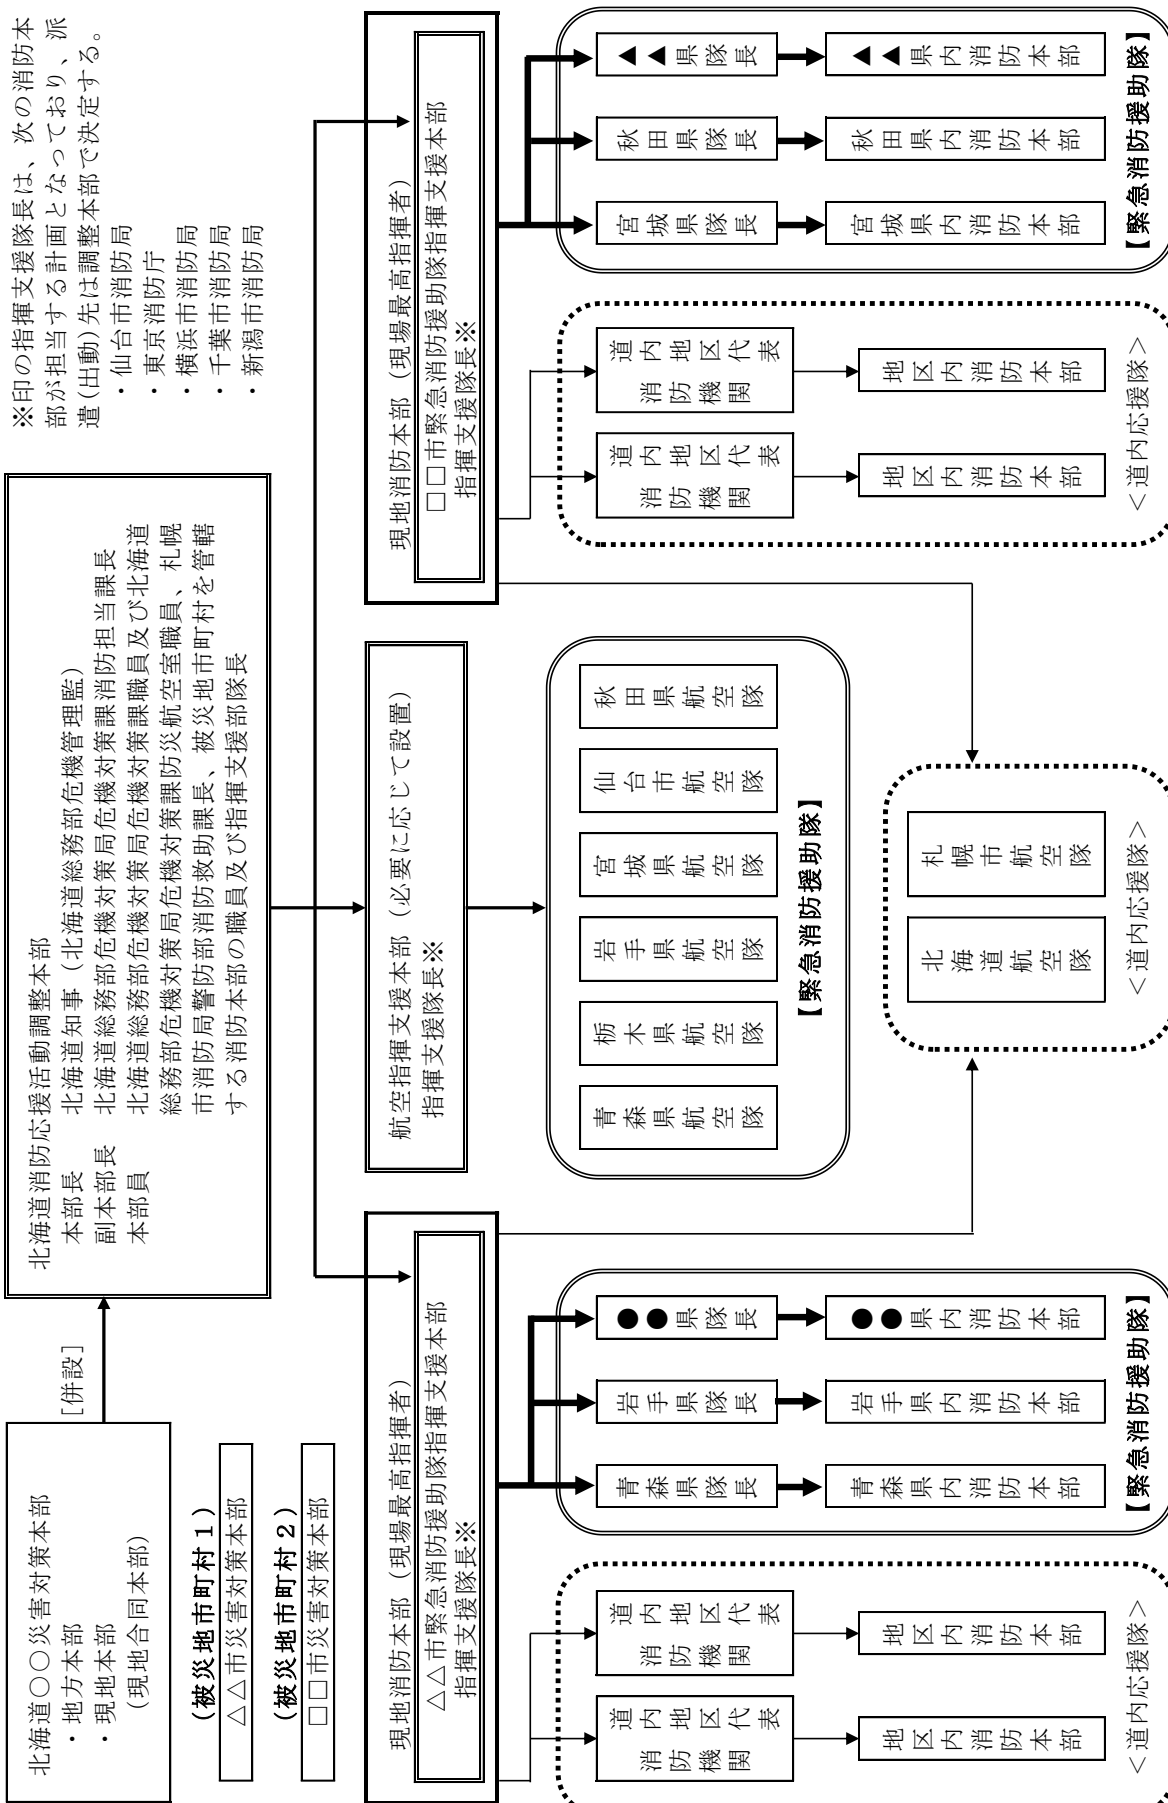 北海道〇〇災害対策本部
・地方本部
・現地本部
（現地合同本部）
[併設]
北海道消防応援活動調整本部
本部長　北海道知事（北海道総務部危機管理監）
副本部長　北海道総務部危機対策局危機対策課消防担当課長
本部員　北海道総務部危機対策局危機対策課職員及び北海道
総務部危機対策局危機対策課防災航空室職員、札幌
市消防局警防部消防救助課長、被災地市町村を管轄
する消防本部の職員及び指揮支援部隊長
※印の指揮支援隊長は、次の消防本
部が担当する計画となっており、派
遣(出動)先は調整本部で決定する。
・仙台市消防局
・東京消防庁
・横浜市消防局
・千葉市消防局
・新潟市消防局
(被災地市町村１)
△△市災害対策本部
(被災地市町村２)
□□市災害対策本部
現地消防本部（現場最高指揮者）
△△市緊急消防援助隊指揮支援本部
指揮支援隊長※
航空指揮支援本部（必要に応じて設置）
指揮支援隊長※
現地消防本部（現場最高指揮者）
□□市緊急消防援助隊指揮支援本部
指揮支援隊長※
道内地区代表
消防機関
地区内消防本部
道内地区代表
消防機関
地区内消防本部
＜道内応援隊＞
青森県隊長
青森県内消防本部
岩手県隊長
岩手県内消防本部
●●県隊長
●●県内消防本部
【緊急消防援助隊】
青森県航空隊
栃木県航空隊
岩手県航空隊
宮城県航空隊
仙台市航空隊
秋田県航空隊
【緊急消防援助隊】
北海道航空隊
札幌市航空隊
＜道内応援隊＞
道内地区代表
消防機関
地区内消防本部
道内地区代表
消防機関
地区内消防本部
＜道内応援隊＞
宮城県隊長
宮城県内消防本部
秋田県隊長
秋田県内消防本部
▲▲県隊長
▲▲県内消防本部
【緊急消防援助隊】